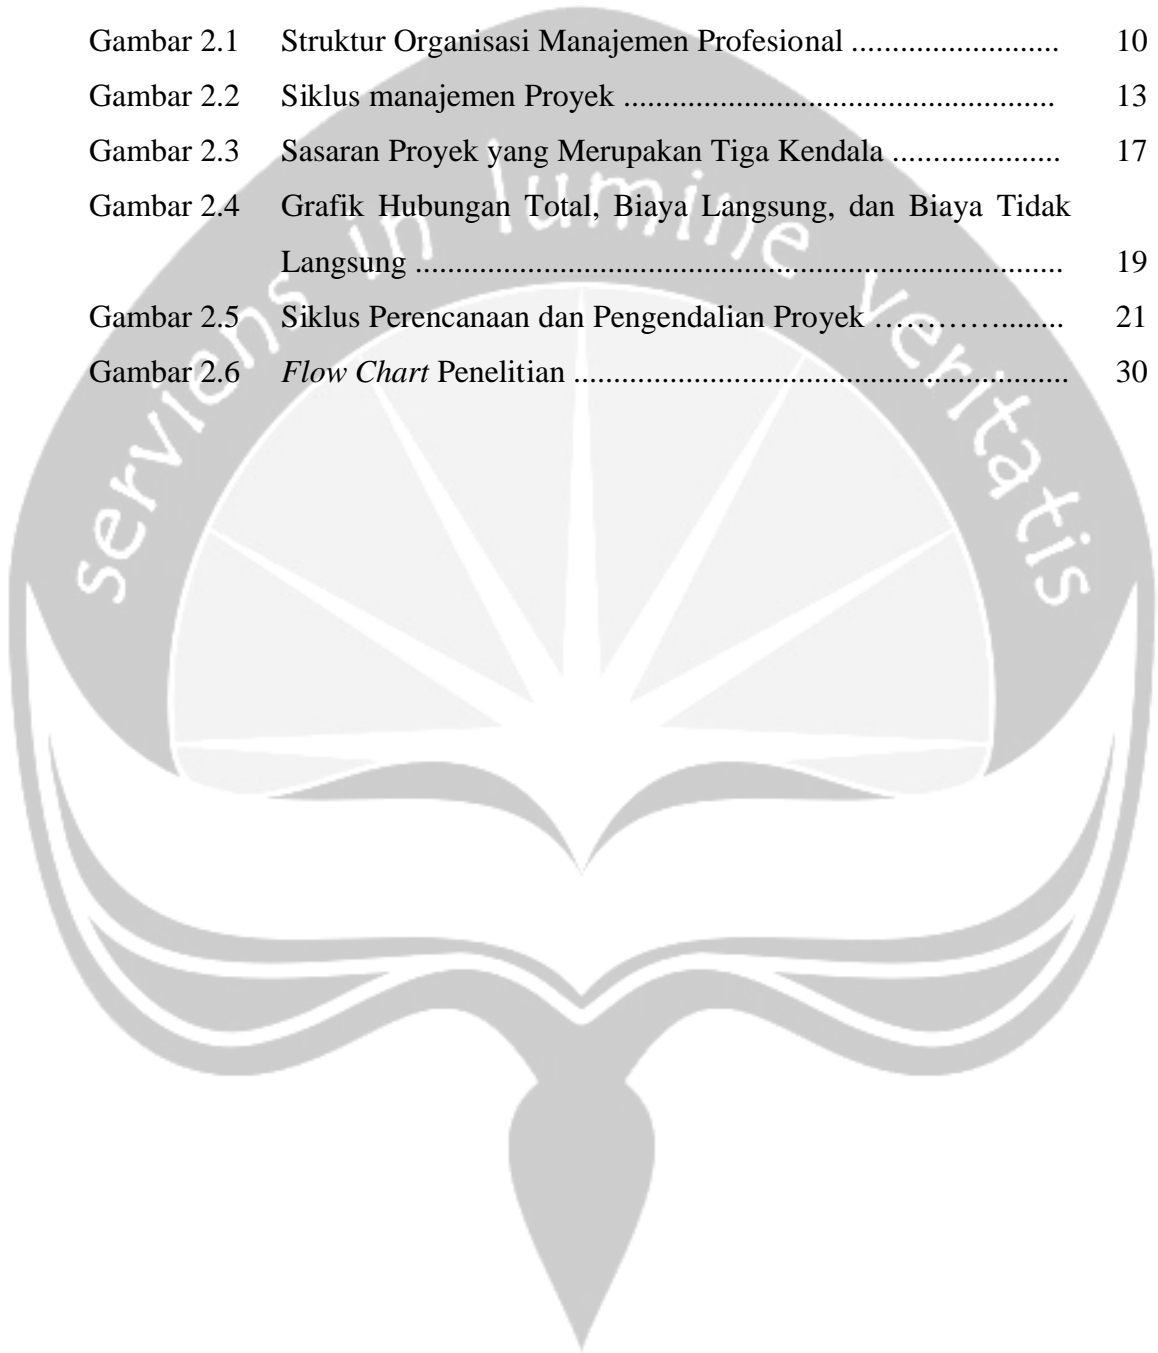 Gambar 2.1 Struktur Organisasi Manajemen Profesional .......................... 10
Gambar 2.2 Siklus manajemen Proyek ...................................................... 13
Gambar 2.3 Sasaran Proyek yang Merupakan Tiga Kendala ..................... 17
Gambar 2.4 Grafik Hubungan Total, Biaya Langsung, dan Biaya Tidak
Langsung ................................................................................. 19
Gambar 2.5 Siklus Perencanaan dan Pengendalian Proyek …………........ 21
Gambar 2.6 Flow Chart Penelitian .............................................................. 30
serviens in lumine veritatis